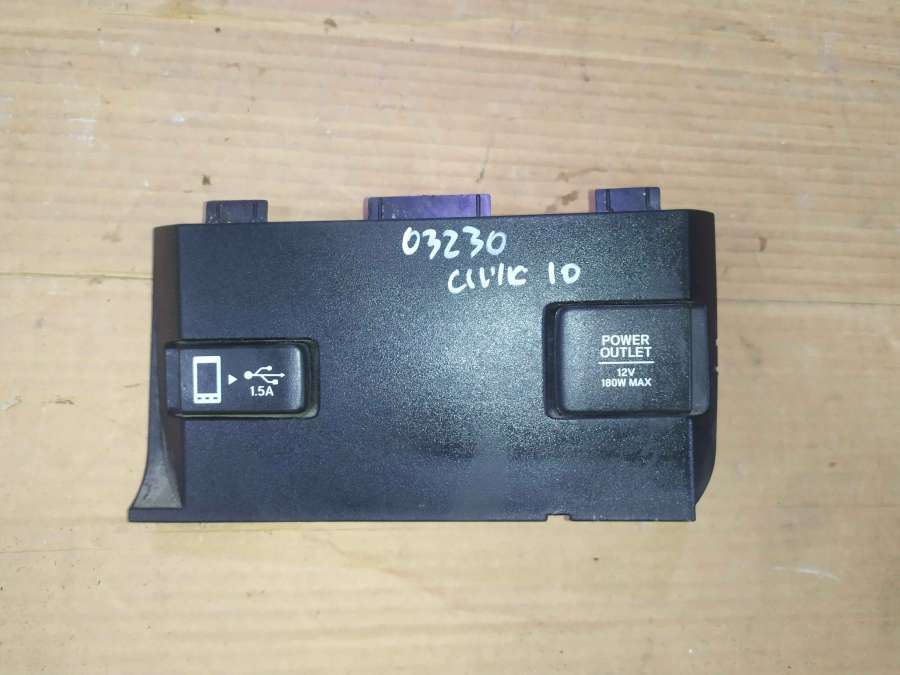 03230
CIVIC 10
POWER
OUTLET
12V
180W MAX
1.5A